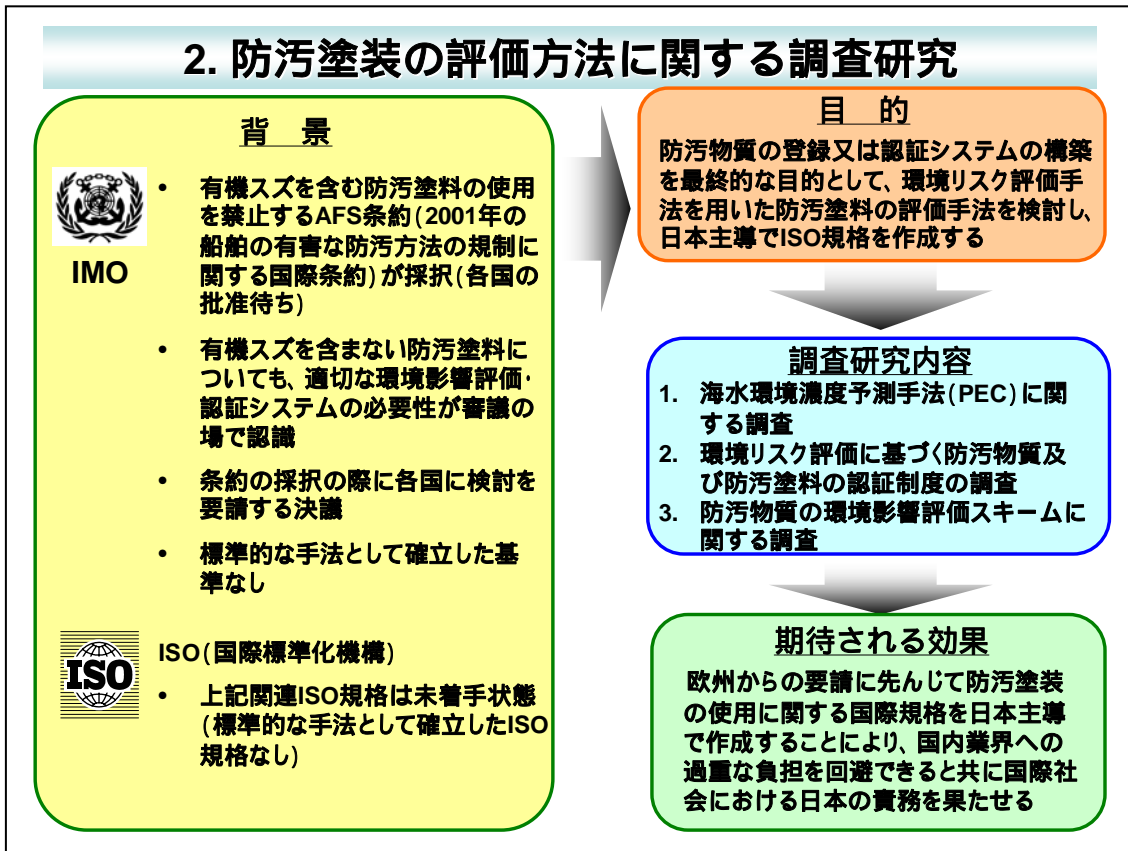 2. 防汚塗装の評価方法に関する調査研究
背　景
IMO
• 有機スズを含む防汚塗料の使用
を禁止するAFS条約(2001年の
船舶の有害な防汚方法の規制に
関する国際条約)が採択(各国の
批准待ち)
• 有機スズを含まない防汚塗料に
ついても、適切な環境影響評価・
認証システムの必要性が審議の
場で認識
• 条約の採択の際に各国に検討を
要請する決議
• 標準的な手法として確立した基
準なし
ISO
ISO(国際標準化機構)
• 上記関連ISO規格は未着手状態
(標準的な手法として確立したISO
規格なし)
目　的
防汚物質の登録又は認証システムの構築
を最終的な目的として、環境リスク評価手
法を用いた防汚塗料の評価手法を検討し、
日本主導でISO規格を作成する
調査研究内容
1. 海水環境濃度予測手法(PEC)に関
する調査
2. 環境リスク評価に基づく防汚物質及
び防汚塗料の認証制度の調査
3. 防汚物質の環境影響評価スキームに
関する調査
期待される効果
欧州からの要請に先んじて防汚塗装
の使用に関する国際規格を日本主導
で作成することにより、国内業界への
過重な負担を回避できると共に国際社
会における日本の責務を果たせる